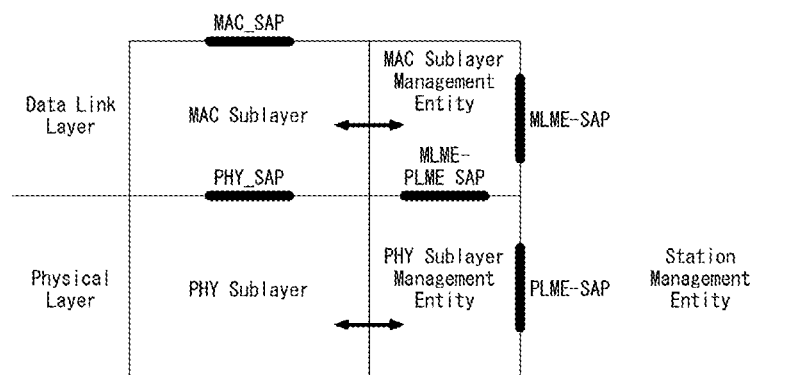 MAC_SAP
MAC Sublayer
Management
Entity
Data Link
Layer
MAC Sublayer
MLME-SAP
MLME-
PLME SAP
PHY_SAP
PHY Sublayer
Management
Entity
Physical
Layer
PHY Sublayer
PLME-SAP
Station
Management
Entity